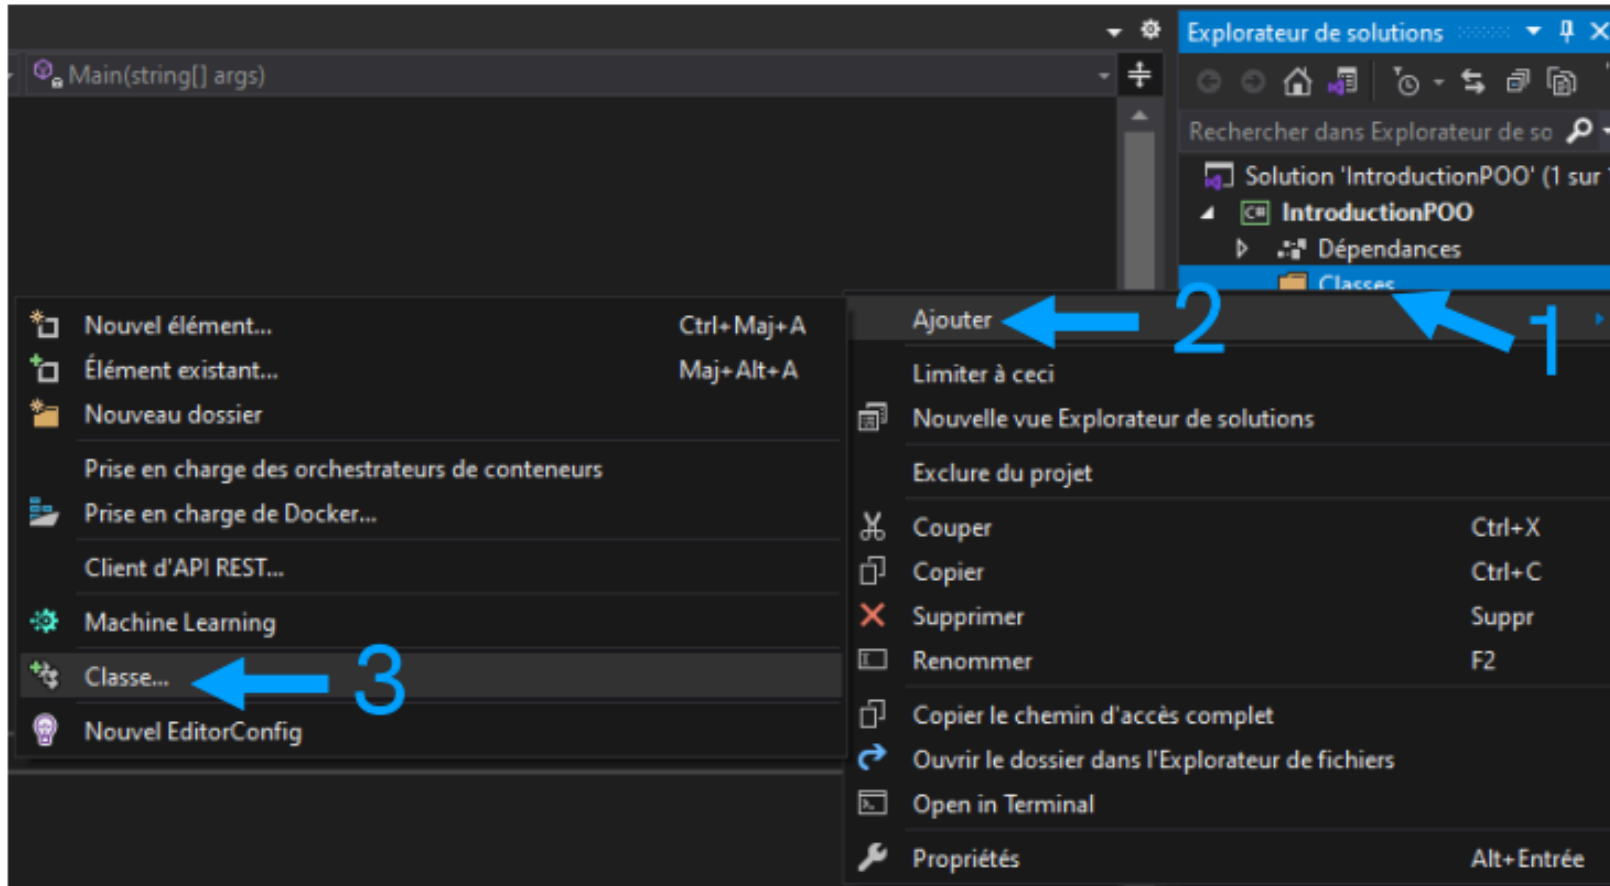 Explorateur de solutions
Main(string[] args)
Rechercher dans Explorateur de so
Solution 'IntroductionPOO' (1 sur
C# IntroductionPOO
Dépendances
Classes
1
Ajouter
2
Limiter à ceci
Nouvelle vue Explorateur de solutions
Exclure du projet
Couper Ctrl+X
Copier Ctrl+C
Supprimer Suppr
Renommer F2
Copier le chemin d'accès complet
Ouvrir le dossier dans l'Explorateur de fichiers
Open in Terminal
Propriétés Alt+Entrée
Nouvel élément... Ctrl+Maj+A
Élément existant... Maj+Alt+A
Nouveau dossier
Prise en charge des orchestrateurs de conteneurs
Prise en charge de Docker...
Client d'API REST...
Machine Learning
Classe... 3
Nouvel EditorConfig